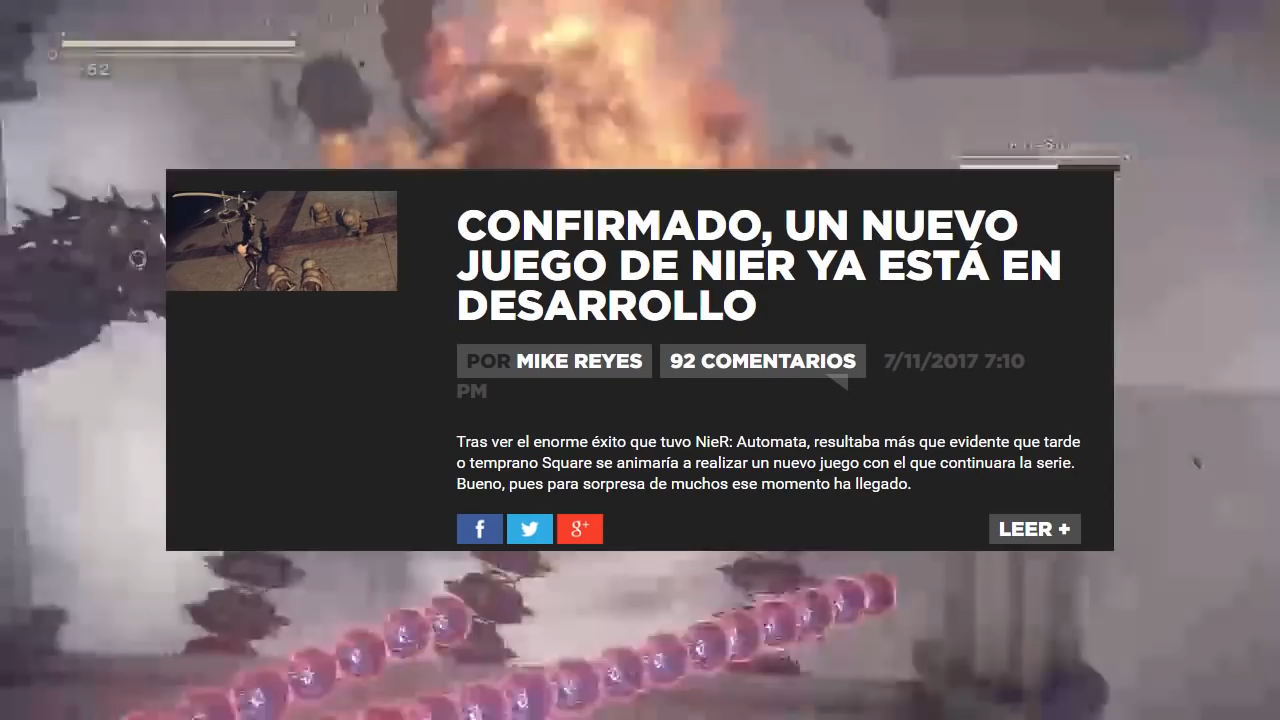 :52
CONFIRMADO, UN NUEVO
JUEGO DE NIER YA ESTÁ EN
DESARROLLO
POR MIKE REYES 92 COMENTARIOS 7/11/2017 7:10
PM
Tras ver el enorme éxito que tuvo NieR: Automata, resultaba más que evidente que tarde
o temprano Square se animaría a realizar un nuevo juego con el que continuara la serie.
Bueno, pues para sorpresa de muchos ese momento ha llegado.
f g+ LEER +